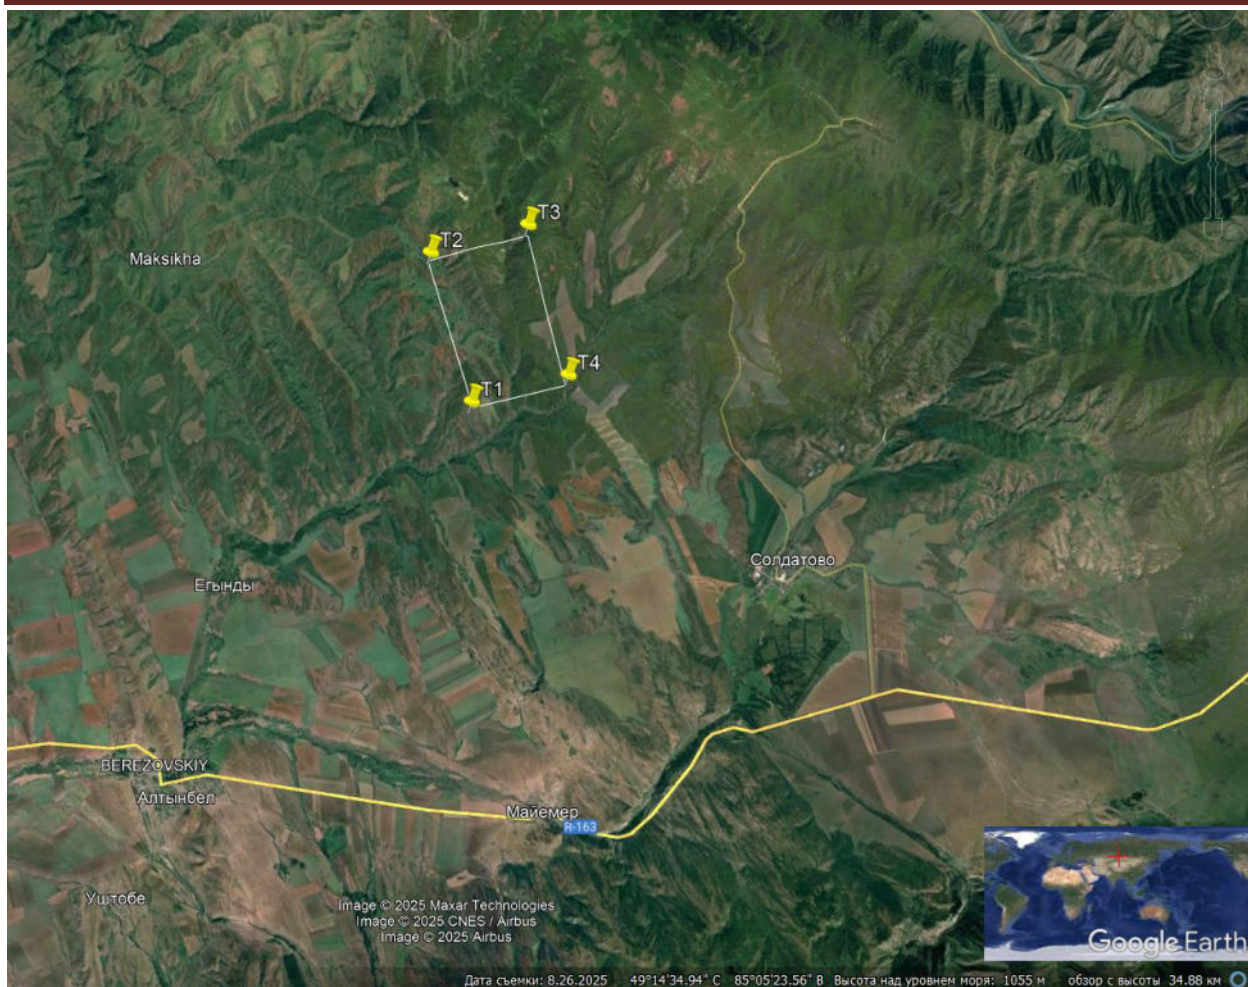 T3
T2
Maksikha
T4
T1
Солдатово
Егынды
BEREZOVSKIY
Алтынбел
Майемер
R-163
Уштобе
Image © 2025 Maxar Technologies
Image © 2025 CNES / Airbus
Image © 2025 Airbus
Google Earth
Дата съемки: 8.26.2025 49°14'34.94" С 85°05'23.56" В Высота над уровнем моря: 1055 м обзор с высоты 34.88 км